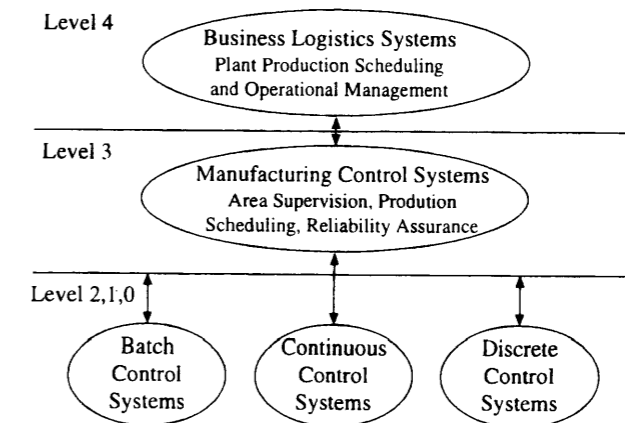 Level 4
Business Logistics Systems
Plant Production Scheduling
and Operational Management
Level 3
Manufacturing Control Systems
Area Supervision, Prodution
Scheduling, Reliability Assurance
Level 2,1,0
Batch
Control
Systems
Continuous
Control
Systems
Discrete
Control
Systems